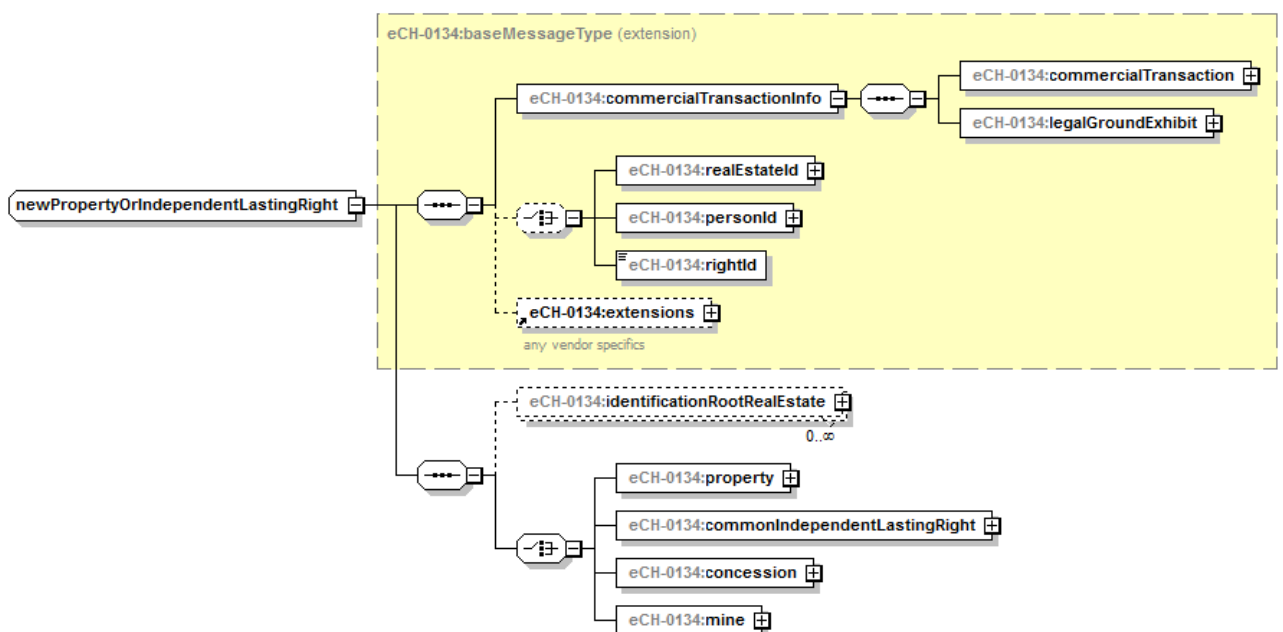 eCH-0134:baseMessageType (extension)
eCH-0134:commercialTransactionInfo
eCH-0134:commercialTransaction
eCH-0134:legalGroundExhibit
newPropertyOrIndependentLastingRight
eCH-0134:realEstateId
eCH-0134:personId
eCH-0134:rightId
eCH-0134:extensions
any vendor specifics
eCH-0134:identificationRootRealEstate
0..∞
eCH-0134:property
eCH-0134:commonIndependentLastingRight
eCH-0134:concession
eCH-0134:mine